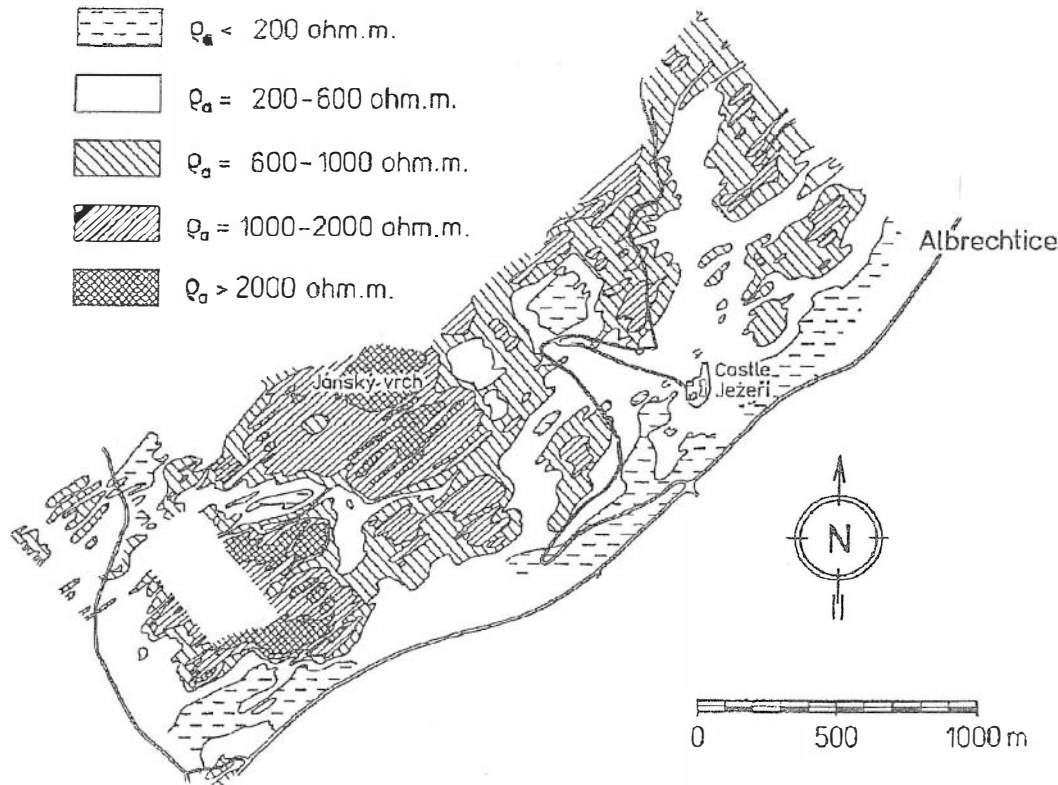 ρₐ < 200 ohm.m.
ρₐ = 200-600 ohm.m.
ρₐ = 600-1000 ohm.m.
ρₐ = 1000-2000 ohm.m.
ρₐ > 2000 ohm.m.
Albrechtice
Castle
Ježeří
Jánský vrch
N
0 500 1000 m